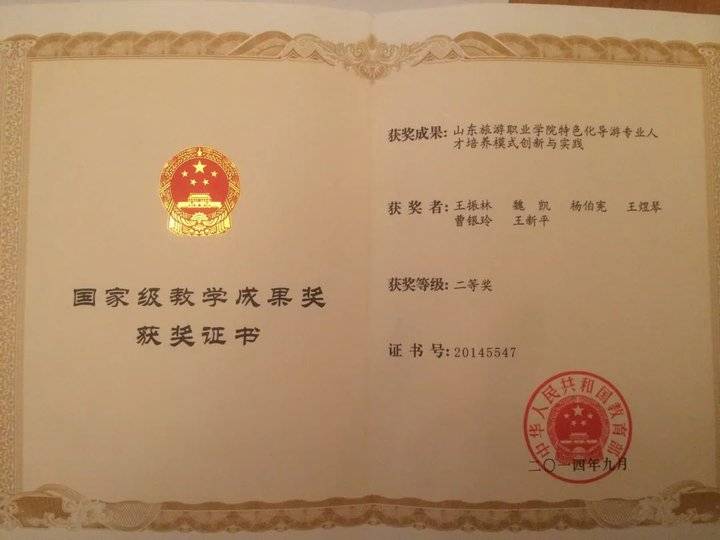 国家级教学成果奖
获奖证书
获奖成果：山东旅游职业学院特色化导游专业人
才培养模式创新与实践
获奖者：王振林 魏凯 杨伯宪 王煜琴
曹银玲 王新平
获奖等级：二等奖
证书号：20145547
中华人民共和国教育部
二〇一四年九月